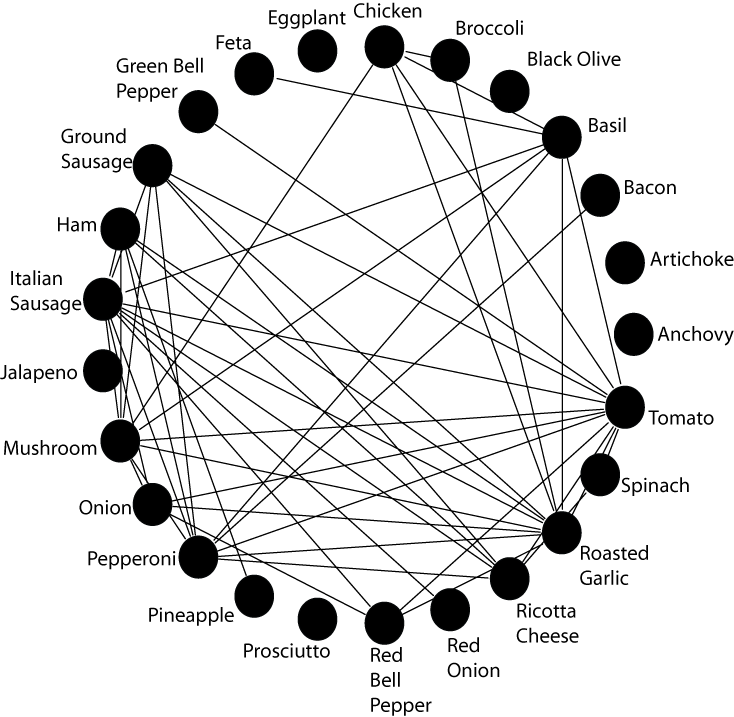 Chicken
Eggplant
Broccoli
Feta
Black Olive
Green Bell
Pepper
Basil
Ground
Sausage
Bacon
Ham
Artichoke
Italian
Sausage
Anchovy
Jalapeno
Tomato
Mushroom
Spinach
Onion
Roasted
Garlic
Pepperoni
Ricotta
Cheese
Pineapple
Red
Onion
Prosciutto
Red
Bell
Pepper